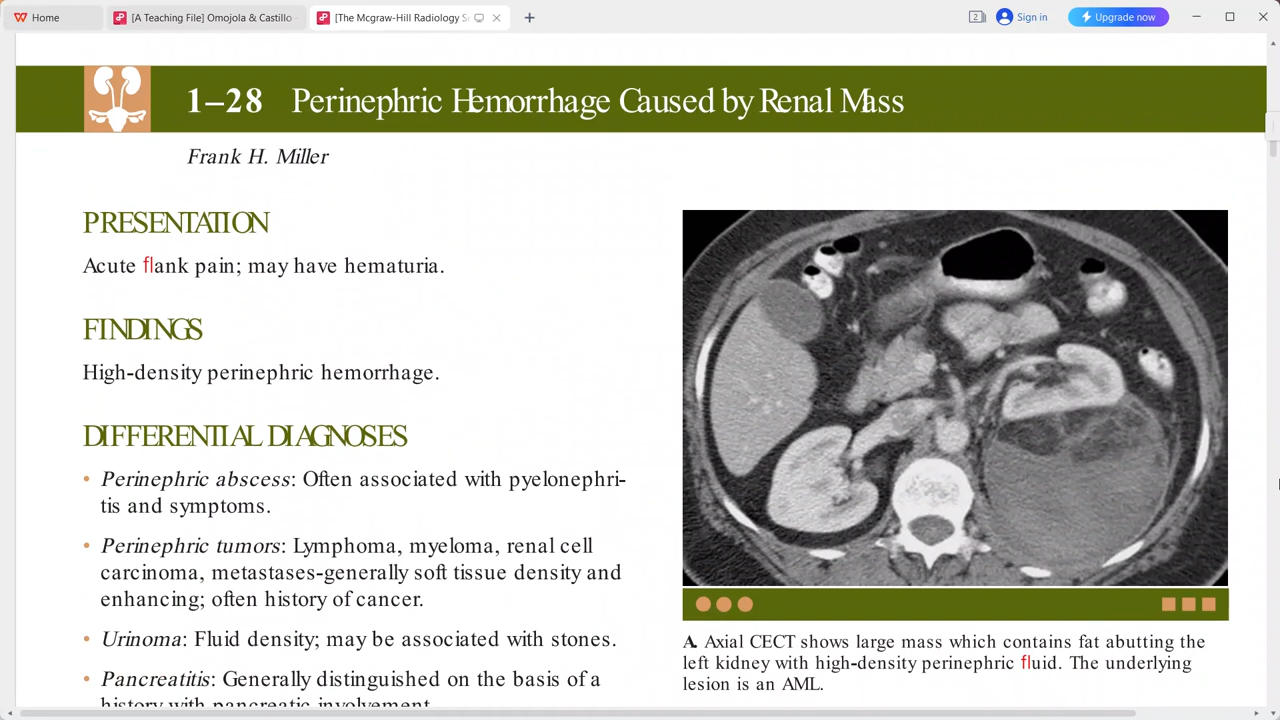 Home
[A Teaching File] Omojola & Castillo
[The Mcgraw-Hill Radiology S
2
Sign in
Upgrade now
1–28 Perinephric Hemorrhage Caused by Renal Mass
Frank H. Miller
PRESENTATION
Acute flank pain; may have hematuria.
FINDINGS
High-density perinephric hemorrhage.
DIFFERENTIAL DIAGNOSES
• Perinephric abscess: Often associated with pyelonephri-
tis and symptoms.
• Perinephric tumors: Lymphoma, myeloma, renal cell
carcinoma, metastases-generally soft tissue density and
enhancing; often history of cancer.
• Urinoma: Fluid density; may be associated with stones.
• Pancreatitis: Generally distinguished on the basis of a
history with pancreatic involvement.
A. Axial CECT shows large mass which contains fat abutting the
left kidney with high-density perinephric fluid. The underlying
lesion is an AML.